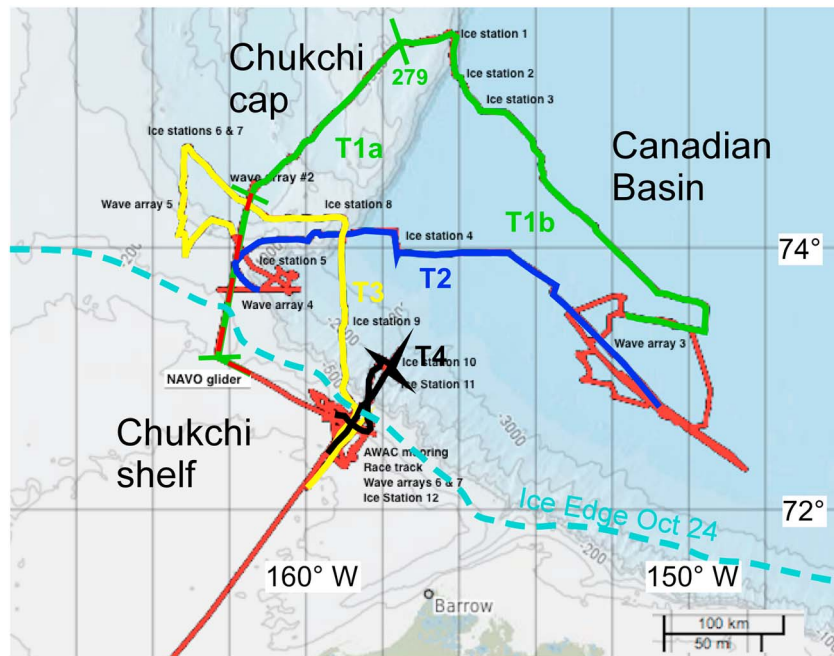 Chukchi
cap
279
Ice station 1
Ice station 2
Ice station 3
Ice stations 6 & 7
T1a
wave array #2
Canadian
Basin
Wave array 5
Ice station 8
T1b
Ice station 4
74°
-200
Ice station 5
T2
T3
Wave array 4
Ice station 9
Wave array 3
T4
Ice station 10
Ice Station 11
NAVO glider
-500
Chukchi
shelf
-3000
AWAC mooring
Race track
Wave arrays 6 & 7
Ice Station 12
Ice Edge Oct 24
72°
-200
160° W
150° W
Barrow
100 km
50 mi